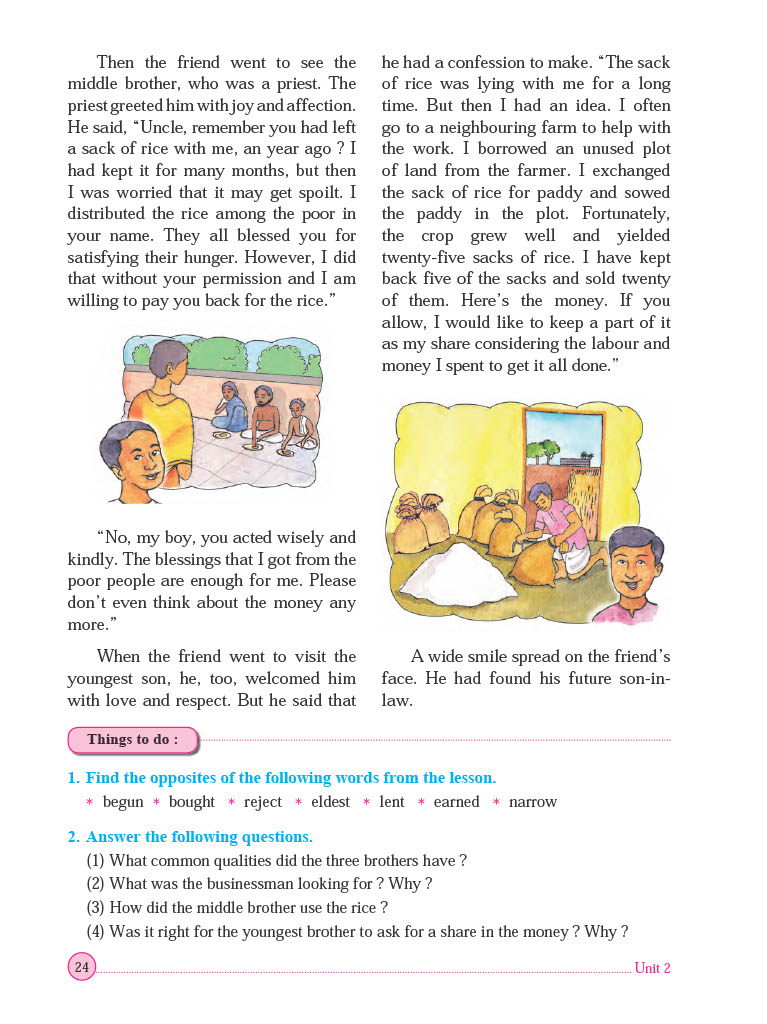 Then the friend went to see the
middle brother, who was a priest. The
priest greeted him with joy and affection.
He said, “Uncle, remember you had left
a sack of rice with me, an year ago ? I
had kept it for many months, but then
I was worried that it may get spoilt. I
distributed the rice among the poor in
your name. They all blessed you for
satisfying their hunger. However, I did
that without your permission and I am
willing to pay you back for the rice.”
“No, my boy, you acted wisely and
kindly. The blessings that I got from the
poor people are enough for me. Please
don’t even think about the money any
more.”
When the friend went to visit the
youngest son, he, too, welcomed him
with love and respect. But he said that
he had a confession to make. “The sack
of rice was lying with me for a long
time. But then I had an idea. I often
go to a neighbouring farm to help with
the work. I borrowed an unused plot
of land from the farmer. I exchanged
the sack of rice for paddy and sowed
the paddy in the plot. Fortunately,
the crop grew well and yielded
twenty-five sacks of rice. I have kept
back five of the sacks and sold twenty
of them. Here’s the money. If you
allow, I would like to keep a part of it
as my share considering the labour and
money I spent to get it all done.”
A wide smile spread on the friend’s
face. He had found his future son-in-
law.
Things to do :
1. Find the opposites of the following words from the lesson.
* begun * bought * reject * eldest * lent * earned * narrow
2. Answer the following questions.
(1) What common qualities did the three brothers have ?
(2) What was the businessman looking for ? Why ?
(3) How did the middle brother use the rice ?
(4) Was it right for the youngest brother to ask for a share in the money ? Why ?
24 Unit 2